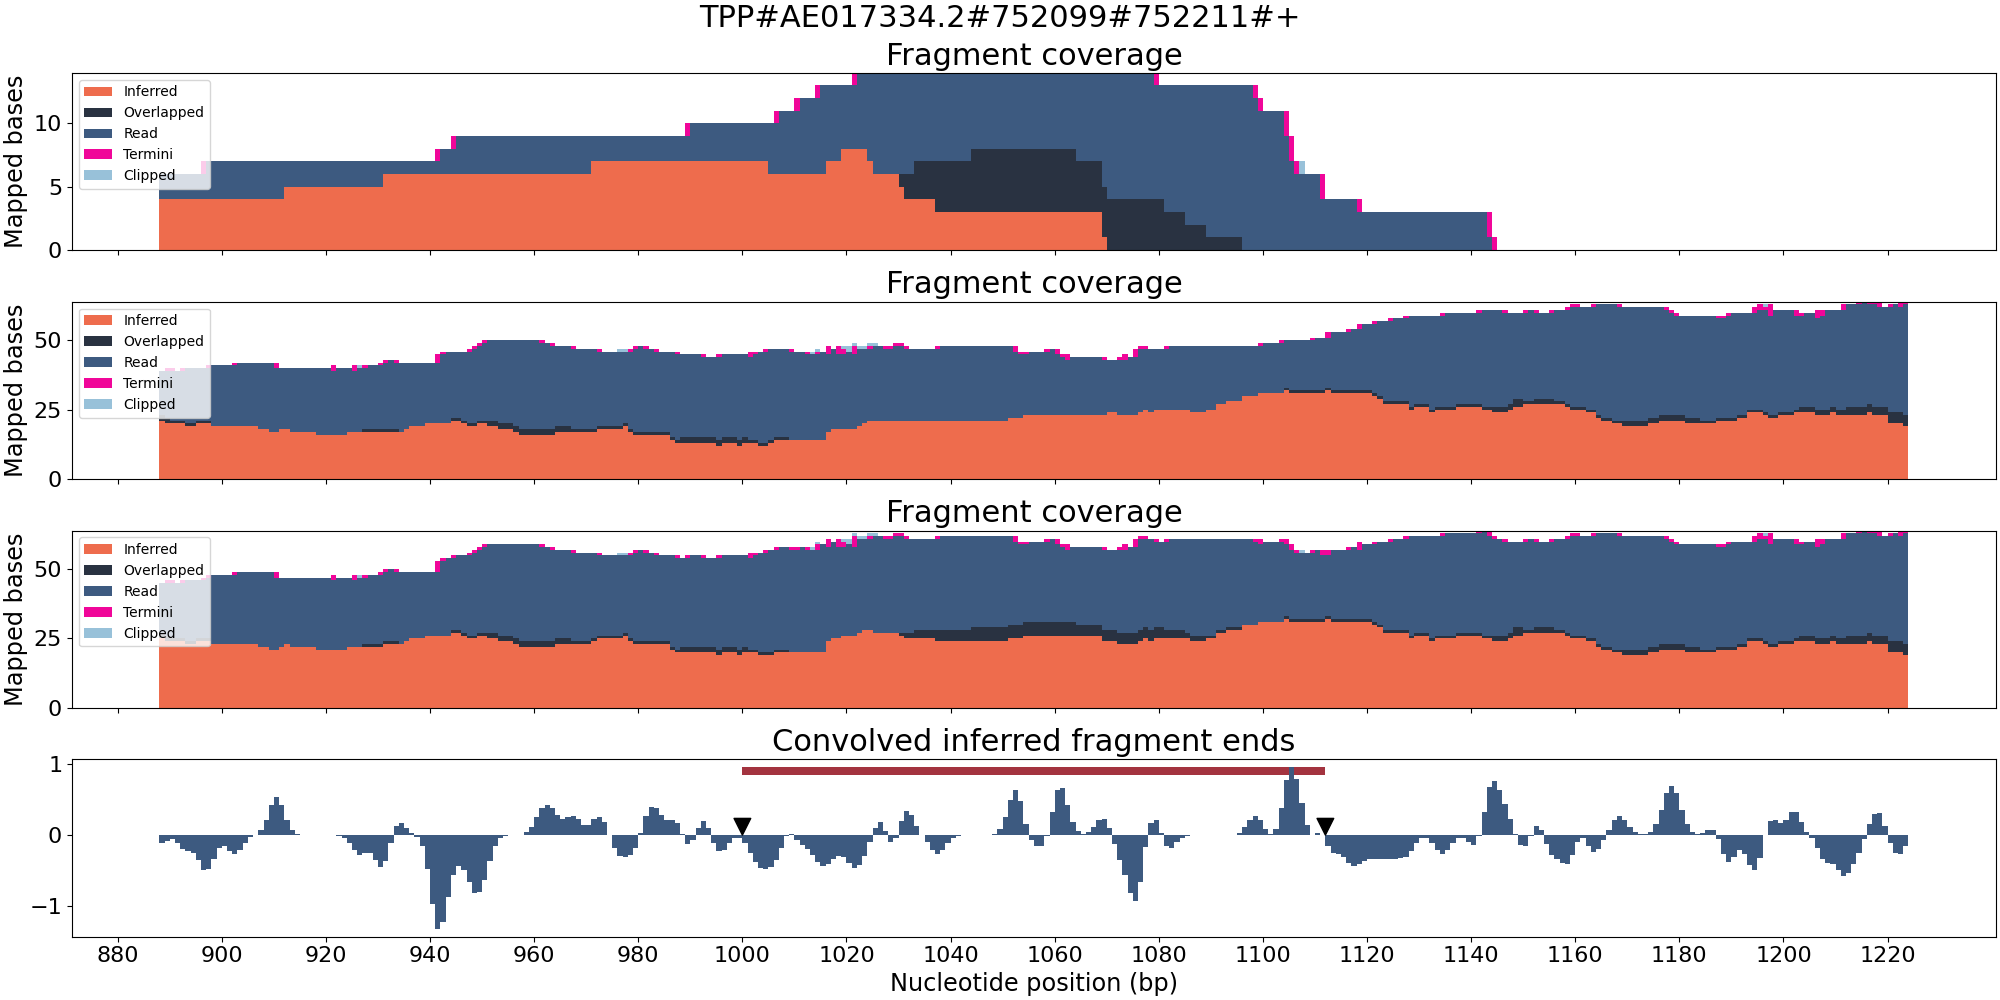 TPP#AE017334.2#752099#752211#+
Fragment coverage
Mapped bases
10
5
0
Inferred
Overlapped
Read
Termini
Clipped
Fragment coverage
Mapped bases
50
25
0
Inferred
Overlapped
Read
Termini
Clipped
Fragment coverage
Mapped bases
50
25
0
Inferred
Overlapped
Read
Termini
Clipped
Convolved inferred fragment ends
1
0
−1
880 900 920 940 960 980 1000 1020 1040 1060 1080 1100 1120 1140 1160 1180 1200 1220
Nucleotide position (bp)